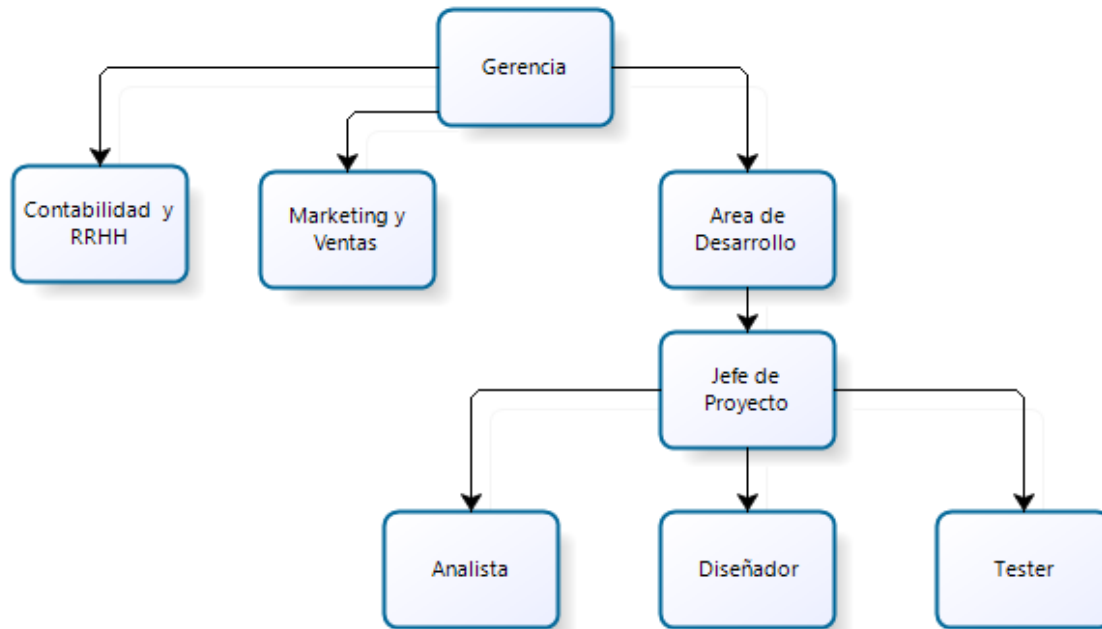 Gerencia
Contabilidad y
RRHH
Marketing y
Ventas
Area de
Desarrollo
Jefe de
Proyecto
Analista
Diseñador
Tester